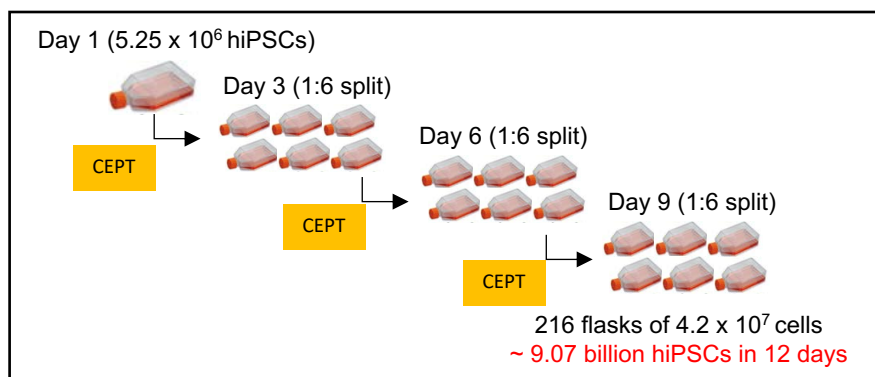 Day 1 (5.25 x 10⁶ hiPSCs)
Day 3 (1:6 split)
CEPT
Day 6 (1:6 split)
CEPT
Day 9 (1:6 split)
CEPT
216 flasks of 4.2 x 10⁷ cells
~ 9.07 billion hiPSCs in 12 days